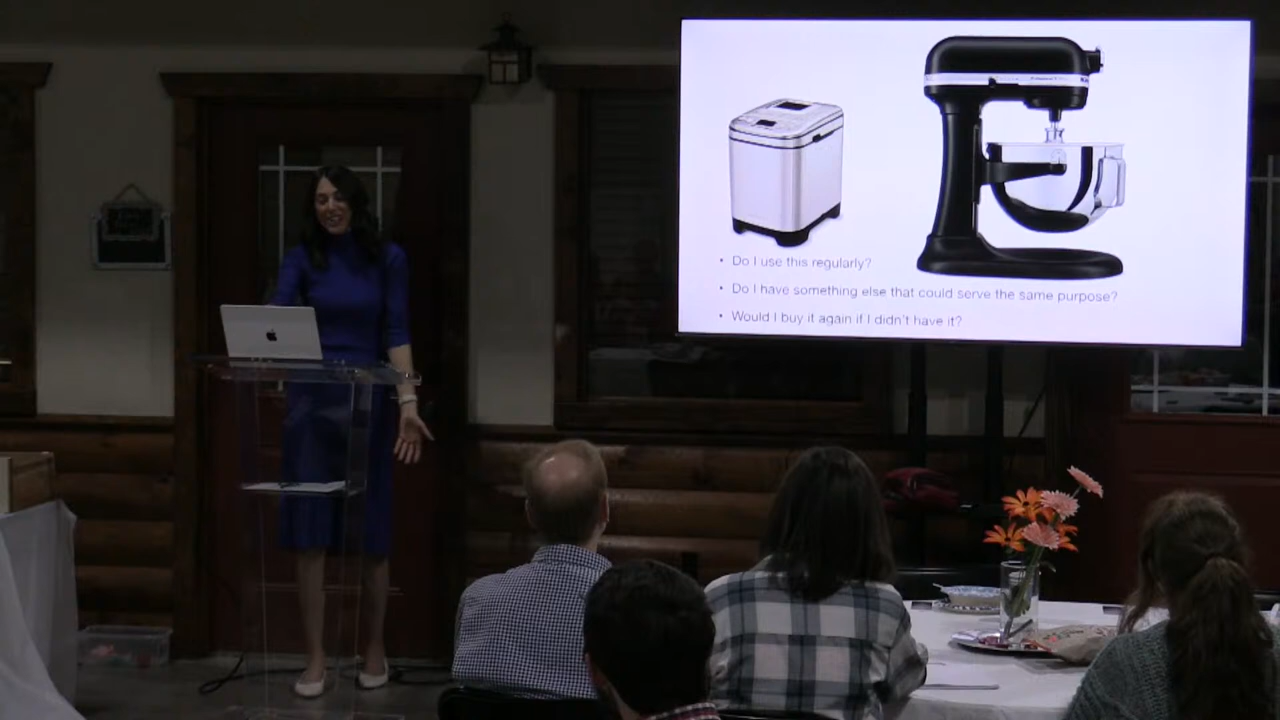 • Do I use this regularly?
• Do I have something else that could serve the same purpose?
• Would I buy it again if I didn't have it?